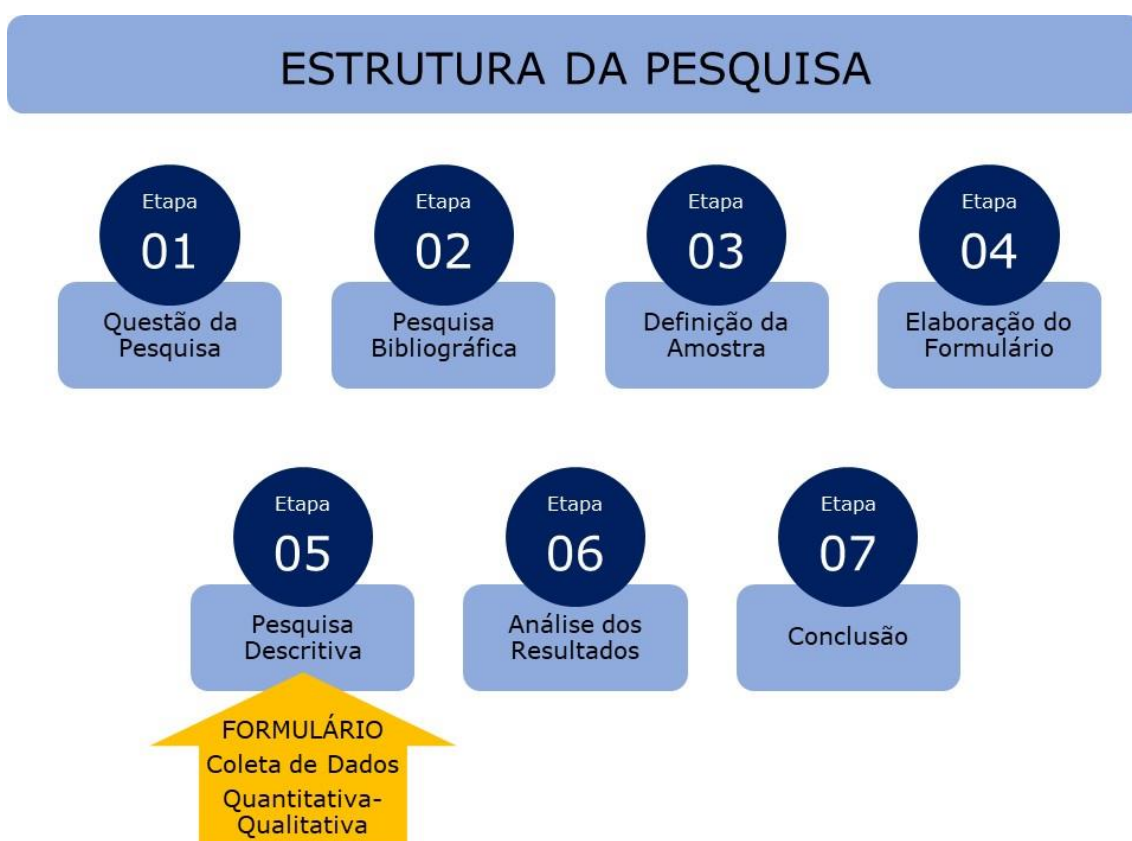 ESTRUTURA DA PESQUISA
Etapa
01
Questão da
Pesquisa
Etapa
02
Pesquisa
Bibliográfica
Etapa
03
Definição da
Amostra
Etapa
04
Elaboração do
Formulário
Etapa
05
Pesquisa
Descritiva
Etapa
06
Análise dos
Resultados
Etapa
07
Conclusão
FORMULÁRIO
Coleta de Dados
Quantitativa-
Qualitativa